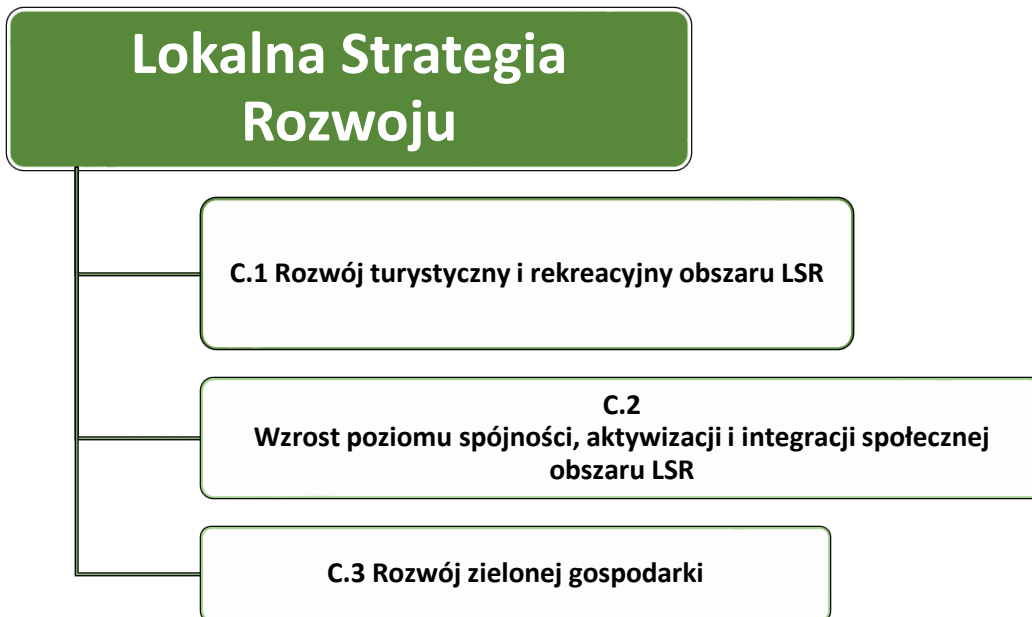 Lokalna Strategia
Rozwoju
C.1 Rozwój turystyczny i rekreacyjny obszaru LSR
C.2
Wzrost poziomu spójności, aktywizacji i integracji społecznej
obszaru LSR
C.3 Rozwój zielonej gospodarki